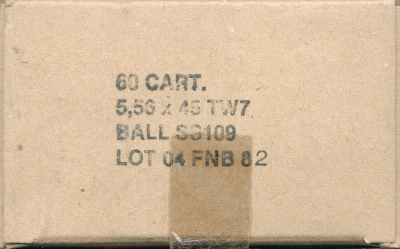 60 CART.
5,56 x 45 TW7
BALL SS109
LOT 04 FNB 82